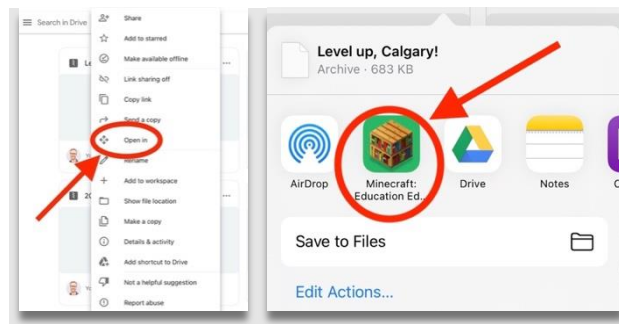 Search in Drive
Share
Add to starred
Make available offline
Link sharing off
Copy link
Send a copy
Open in
Rename
Add to workspace
Show file location
Make a copy
Details & activity
Add shortcut to Drive
Not a helpful suggestion
Report abuse
Level up, Calgary!
Archive · 683 KB
AirDrop
Minecraft:
Education Ed...
Drive
Notes
Save to Files
Edit Actions...